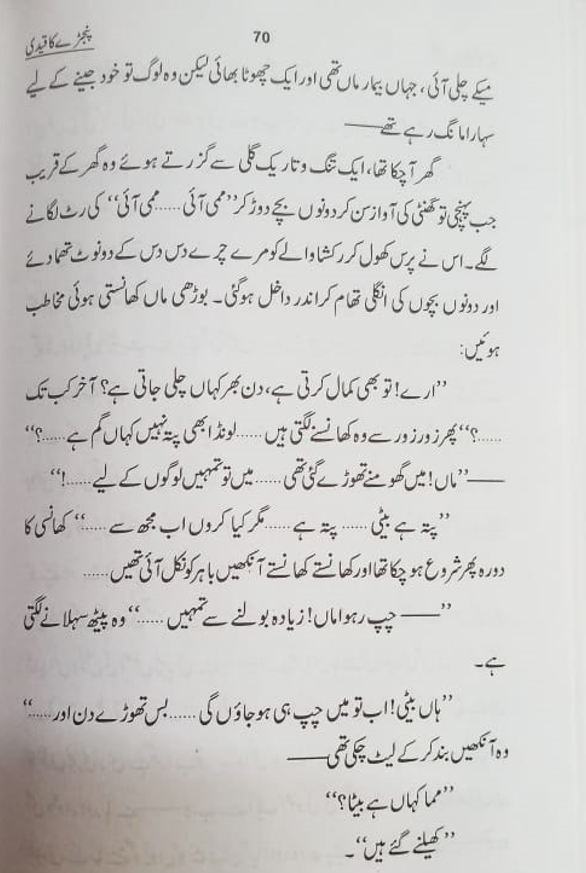 70
پنجڑے کا قیدی
میکے چلی آئی، جہاں بیمار ماں تھی اور ایک چھوٹا بھائی لیکن وہ لوگ تو خود جینے کے لیے
سہارا مانگ رہے تھے——
گھر آچکا تھا، ایک تنگ و تاریک گلی سے گزرتے ہوئے وہ گھر کے قریب
جب پہنچی تو گھنٹی کی آواز سن کر دونوں بچے دوڑ کر ”ممی آئی……ممی آئی“ کی رٹ لگانے
لگے۔ اس نے پرس کھول کر رکشا والے کو مرے چرے دس دس کے دو نوٹ تھما دئے
اور دونوں بچوں کی انگلی تھام کر اندر داخل ہوگئی۔ بوڑھی ماں کھانستی ہوئی مخاطب
ہوئیں:
”ارے! تو بھی کمال کرتی ہے، دن بھر کہاں چلی جاتی ہے؟ آخر کب تک
……؟“ پھر زور زور سے وہ کھانسنے لگتی ہیں……لونڈا بھی پتہ نہیں کہاں گم ہے……؟“
——”ماں! میں گھومنے تھوڑے گئی تھی……میں تو تمہیں لوگوں کے لیے……!“
”پتہ ہے بیٹی……پتہ ہے……مگر کیا کروں اب مجھ سے……“ کھانسی کا
دورہ پھر شروع ہو چکا تھا اور کھانستے کھانستے آنکھیں باہر کو نکل آئی تھیں……
”——چپ رہو اماں! زیادہ بولنے سے تمہیں……“ وہ پیٹھ سہلانے لگتی
ہے۔
”ہاں بیٹی! اب تو میں چپ ہی ہو جاؤں گی……بس تھوڑے دن اور……“
وہ آنکھیں بند کر کے لیٹ چکی تھی——
”مما کہاں ہے بیٹا؟“
”کھیلنے گئے ہیں“۔